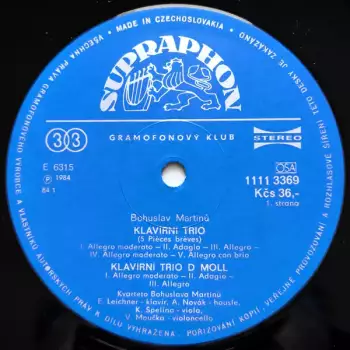 VŠECHNA PRÁVA GRAMOFONOVÉHO VÝROBCE A VLASTNÍKŮ AUTORSKÝCH PRÁV K DÍLU VYHRAZENA. POŘIZOVÁNÍ KOPIÍ, VEŘEJNÉ PROVOZOVÁNÍ A ROZHLASOVÉ ŠÍŘENÍ TÉTO DESKY JE ZAKÁZÁNO
MADE IN CZECHOSLOVAKIA
SUPRAPHON
GRAMOFONOVÝ KLUB
33
STEREO
E 6315
Ⓟ 1984
84 1
OSA
1111 3369
Kčs 36,-
1. strana
Bohuslav Martinů
KLAVÍRNÍ TRIO
(5 Pièces brèves)
I. Allegro moderato - II. Adagio - III. Allegro -
IV. Allegro moderato - V. Allegro con brio
KLAVÍRNÍ TRIO D MOLL
I. Allegro moderato - II. Adagio -
III. Allegro
Kvarteto Bohuslava Martinů
E. Leichner - klavír, A. Novák - housle,
K. Špelina - viola,
V. Moučka - violoncello